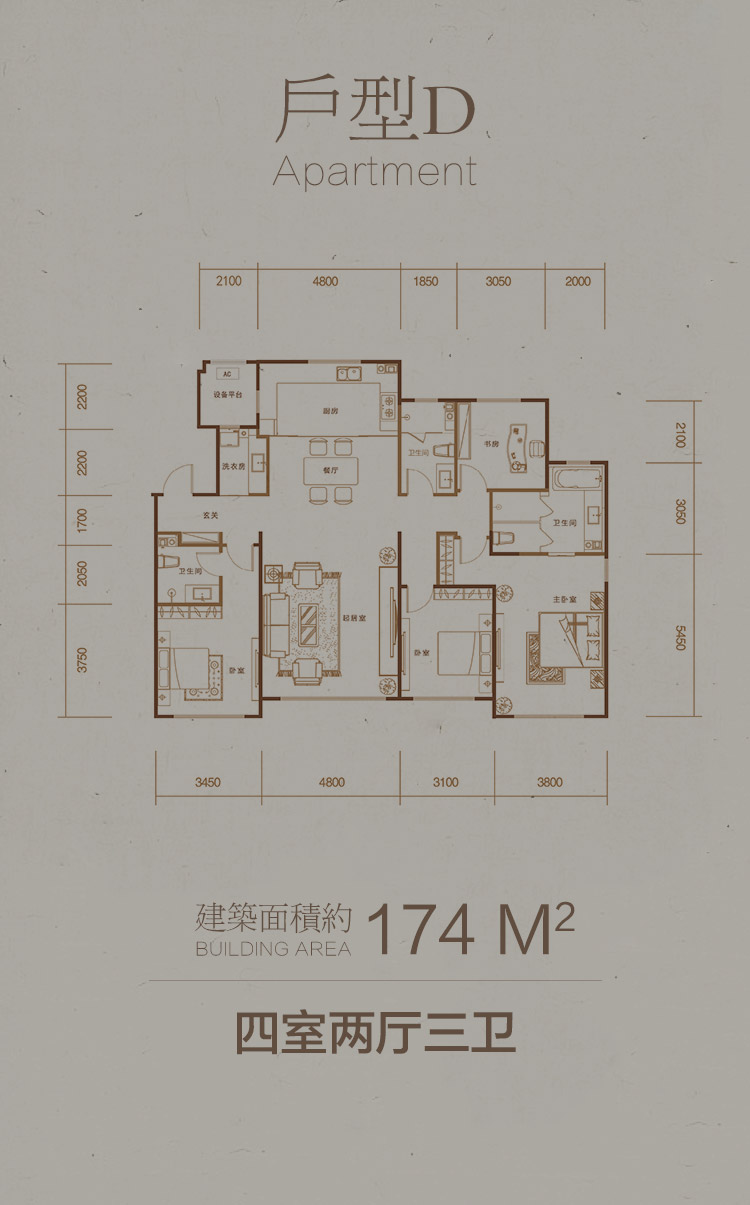 戶型D
Apartment
2100 4800 1850 3050 2000
2200
2200
1700
2050
3750
2100
3050
5450
AC
设备平台
厨房
洗衣房
餐厅
卫生间
书房
玄关
卫生间
卫生间
起居室
主卧室
卧室
卧室
3450 4800 3100 3800
建築面積約 174 M²
BUILDING AREA
四室两厅三卫